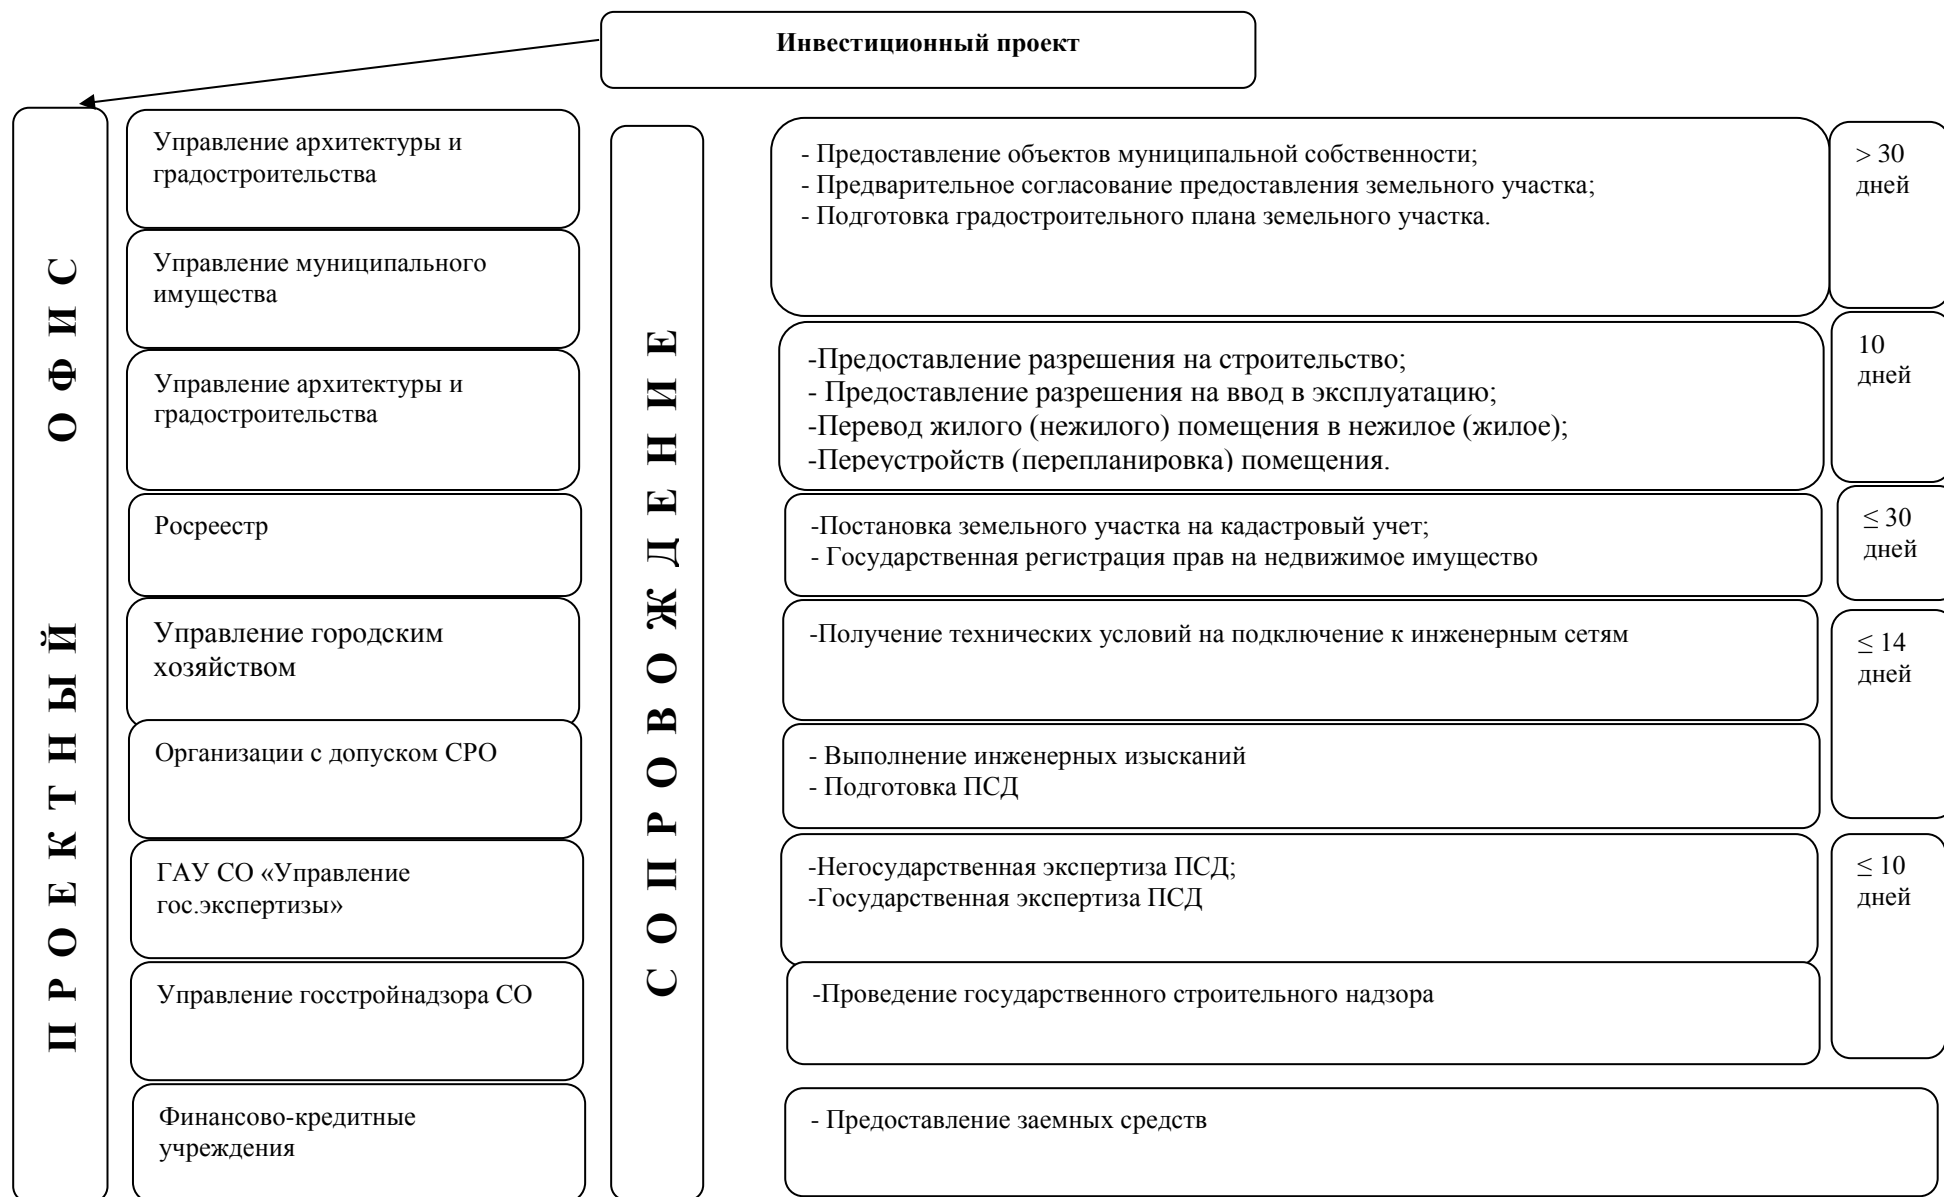 Инвестиционный проект
ПРОЕКТНЫЙ ОФИС
Управление архитектуры и
градостроительства
Управление муниципального
имущества
Управление архитектуры и
градостроительства
Росреестр
Управление городским
хозяйством
Организации с допуском СРО
ГАУ СО «Управление
гос.экспертизы»
Управление госстройнадзора СО
Финансово-кредитные
учреждения
СОПРОВОЖДЕНИЕ
- Предоставление объектов муниципальной собственности;
- Предварительное согласование предоставления земельного участка;
- Подготовка градостроительного плана земельного участка.
> 30
дней
-Предоставление разрешения на строительство;
- Предоставление разрешения на ввод в эксплуатацию;
-Перевод жилого (нежилого) помещения в нежилое (жилое);
-Переустройств (перепланировка) помещения.
10
дней
-Постановка земельного участка на кадастровый учет;
- Государственная регистрация прав на недвижимое имущество
≤ 30
дней
-Получение технических условий на подключение к инженерным сетям
≤ 14
дней
- Выполнение инженерных изысканий
- Подготовка ПСД
-Негосударственная экспертиза ПСД;
-Государственная экспертиза ПСД
≤ 10
дней
-Проведение государственного строительного надзора
- Предоставление заемных средств